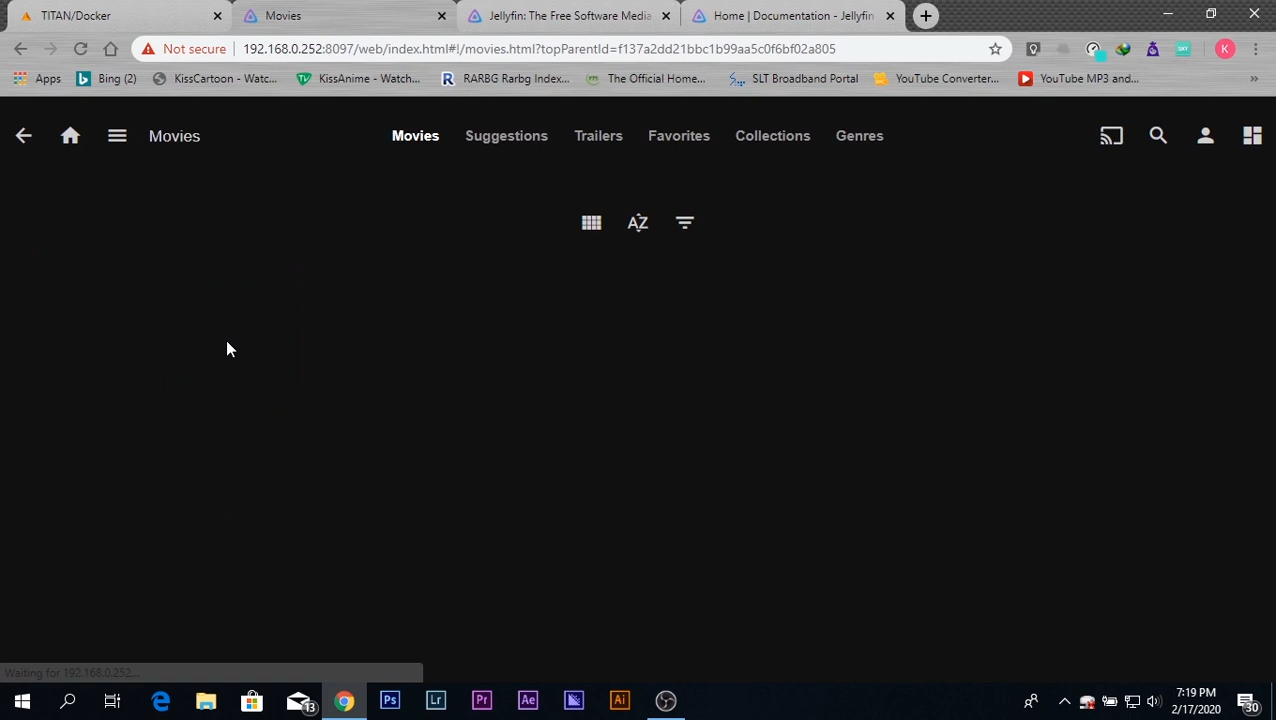 TITAN/Docker
Movies
Jellyfin: The Free Software Media
Home | Documentation - Jellyfin
Not secure 192.168.0.252:8097/web/index.html#!/movies.html?topParentId=f137a2dd21bbc1b99aa5c0f6bf02a805
K
Apps
Bing (2)
KissCartoon - Watc...
KissAnime - Watch...
RARBG Rarbg Index...
The Official Home...
SLT Broadband Portal
YouTube Converter...
YouTube MP3 and...
Movies
Movies
Suggestions
Trailers
Favorites
Collections
Genres
AZ
Waiting for 192.168.0.252...
13
Ps
Lr
Pr
Ae
Ai
7:19 PM
2/17/2020
30